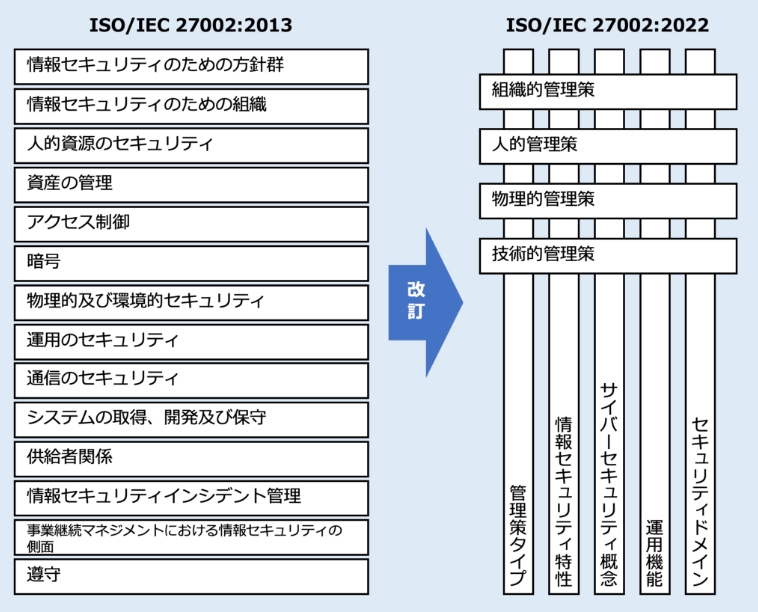 ISO/IEC 27002:2013
情報セキュリティのための方針群
情報セキュリティのための組織
人的資源のセキュリティ
資産の管理
アクセス制御
暗号
物理的及び環境的セキュリティ
運用のセキュリティ
通信のセキュリティ
システムの取得、開発及び保守
供給者関係
情報セキュリティインシデント管理
事業継続マネジメントにおける情報セキュリティの
側面
遵守
改
訂
ISO/IEC 27002:2022
組織的管理策
人的管理策
物理的管理策
技術的管理策
管理策タイプ
情報セキュリティ特性
サイバーセキュリティ概念
運用機能
セキュリティドメイン